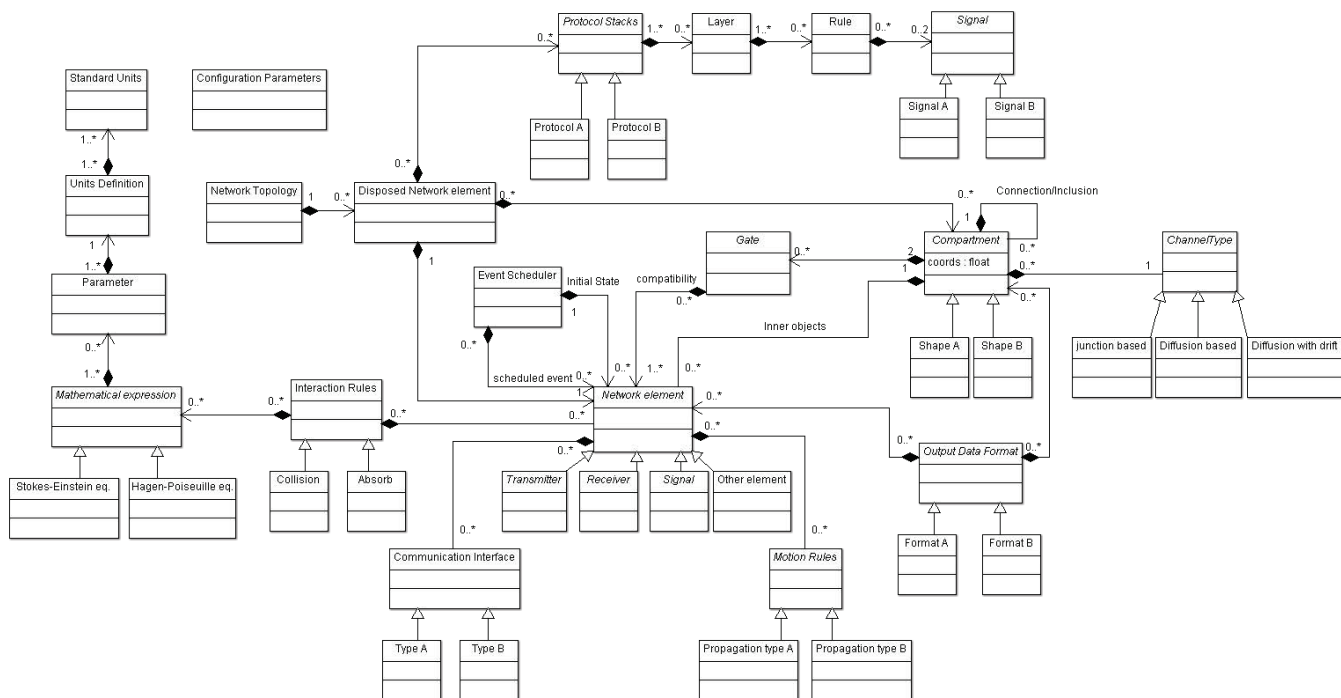 Protocol Stacks
1..*
0..*
Layer
1..*
0..*
Rule
0..*
0..2
Signal
0..*
Standard Units
Configuration Parameters
Signal A
Signal B
Protocol A
Protocol B
1..*
1..*
0..*
Units Definition
Network Topology
1
0..*
Disposed Network element
0..*
0..*
Connection/Inclusion
1
1
1..*
1
Gate
0..*
2
Compartment
0..*
ChannelType
coords : float
0..*
1
1
Parameter
Event Scheduler
Initial State
1
compatibility
0..*
0..*
Inner objects
Shape A
Shape B
junction based
Diffusion based
Diffusion with drift
0..*
0..*
1..*
scheduled event
0..*
1
1..*
0..*
Mathematical expression
0..*
Interaction Rules
0..*
0..*
0..*
Network element
0..*
0..*
0..*
0..*
Output Data Format
0..*
Stokes-Einstein eq.
Hagen-Poiseuille eq.
Collision
Absorb
Transmitter
Receiver
Signal
Other element
0..*
0..*
Format A
Format B
Communication Interface
Motion Rules
Type A
Type B
Propagation type A
Propagation type B